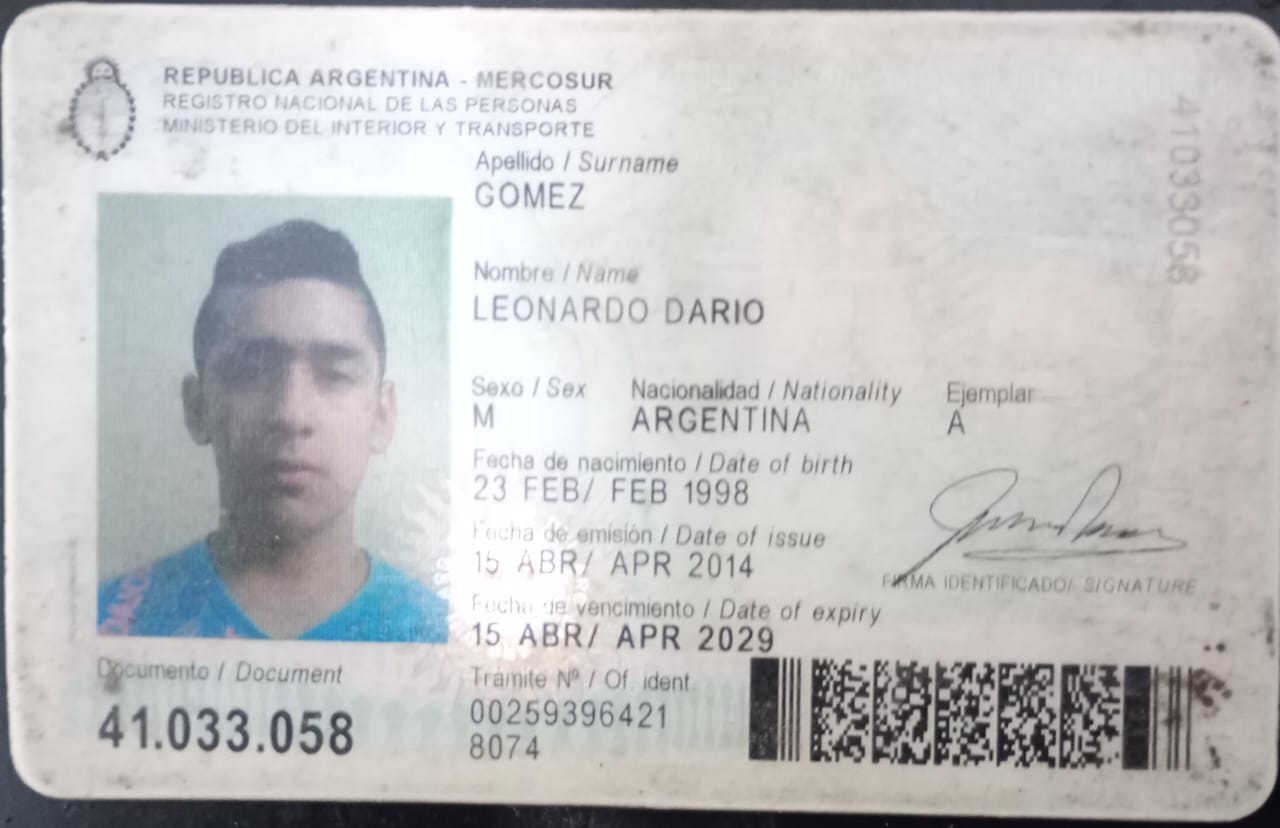 REPUBLICA ARGENTINA - MERCOSUR
REGISTRO NACIONAL DE LAS PERSONAS
MINISTERIO DEL INTERIOR Y TRANSPORTE
Apellido / Surname
GOMEZ
Nombre / Name
LEONARDO DARIO
Sexo / Sex Nacionalidad / Nationality Ejemplar
M ARGENTINA A
Fecha de nacimiento / Date of birth
23 FEB/ FEB 1998
Fecha de emisión / Date of issue
15 ABR/ APR 2014
FIRMA IDENTIFICADO/ SIGNATURE
Fecha de vencimiento / Date of expiry
15 ABR/ APR 2029
Documento / Document
41.033.058
Trámite Nº / Of. ident.
00259396421
8074
41033058